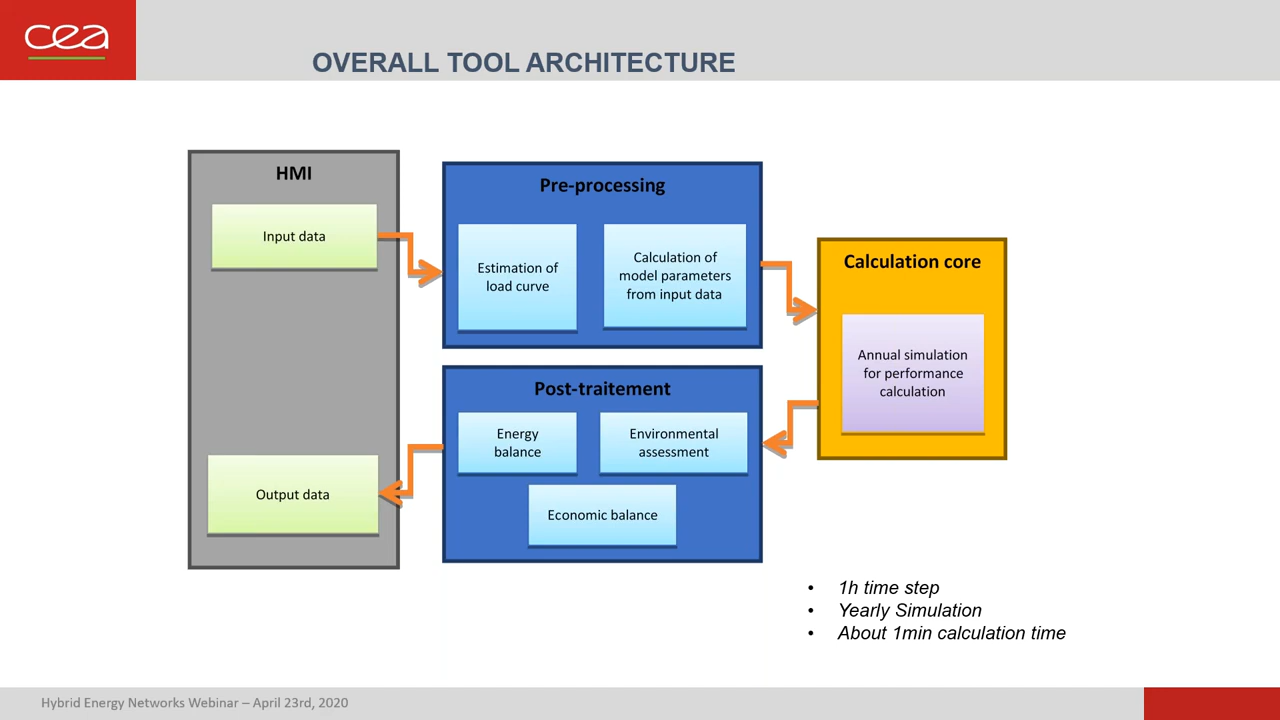 cea
OVERALL TOOL ARCHITECTURE
HMI
Input data
Output data
Pre-processing
Estimation of
load curve
Calculation of
model parameters
from input data
Calculation core
Annual simulation
for performance
calculation
Post-traitement
Energy
balance
Environmental
assessment
Economic balance
• 1h time step
• Yearly Simulation
• About 1min calculation time
Hybrid Energy Networks Webinar – April 23rd, 2020